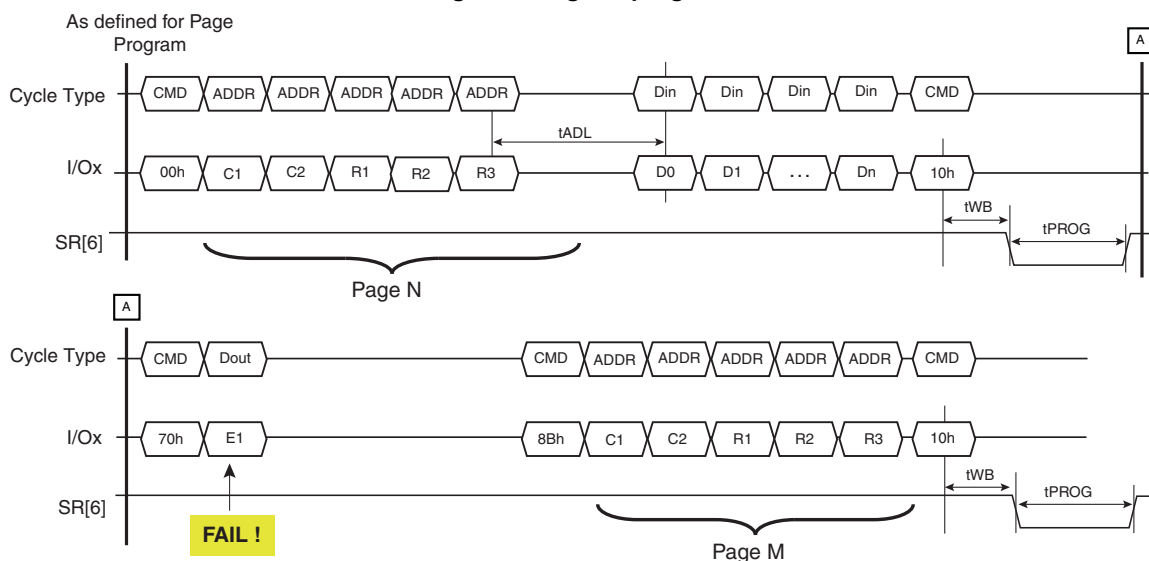 As defined for Page
Program
A
Cycle Type CMD ADDR ADDR ADDR ADDR ADDR Din Din Din Din CMD
tADL
I/Ox 00h C1 C2 R1 R2 R3 D0 D1 ... Dn 10h
tWB
SR[6] tPROG
Page N
A
Cycle Type CMD Dout CMD ADDR ADDR ADDR ADDR ADDR CMD
I/Ox 70h E1 8Bh C1 C2 R1 R2 R3 10h
tWB
SR[6] tPROG
FAIL !
Page M